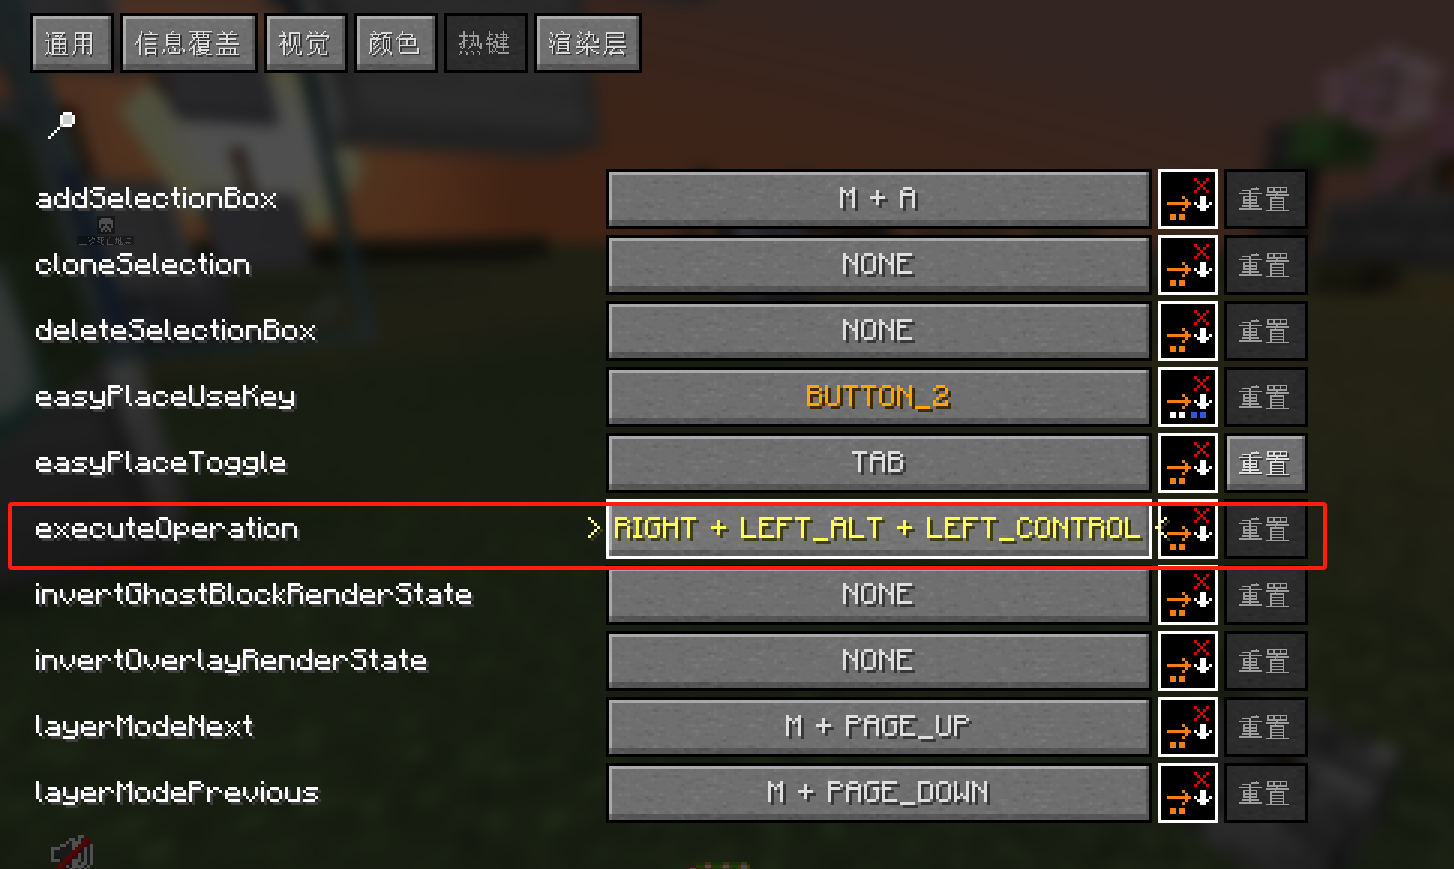 通用 信息覆盖 视觉 颜色 热键 渲染层
addSelectionBox M + A 重置
cloneSelection NONE 重置
deleteSelectionBox NONE 重置
easyPlaceUseKey BUTTON_2 重置
easyPlaceToggle TAB 重置
executeOperation > RIGHT + LEFT_ALT + LEFT_CONTROL < 重置
invertGhostBlockRenderState NONE 重置
invertOverlayRenderState NONE 重置
layerModeNext M + PAGE_UP 重置
layerModePrevious M + PAGE_DOWN 重置